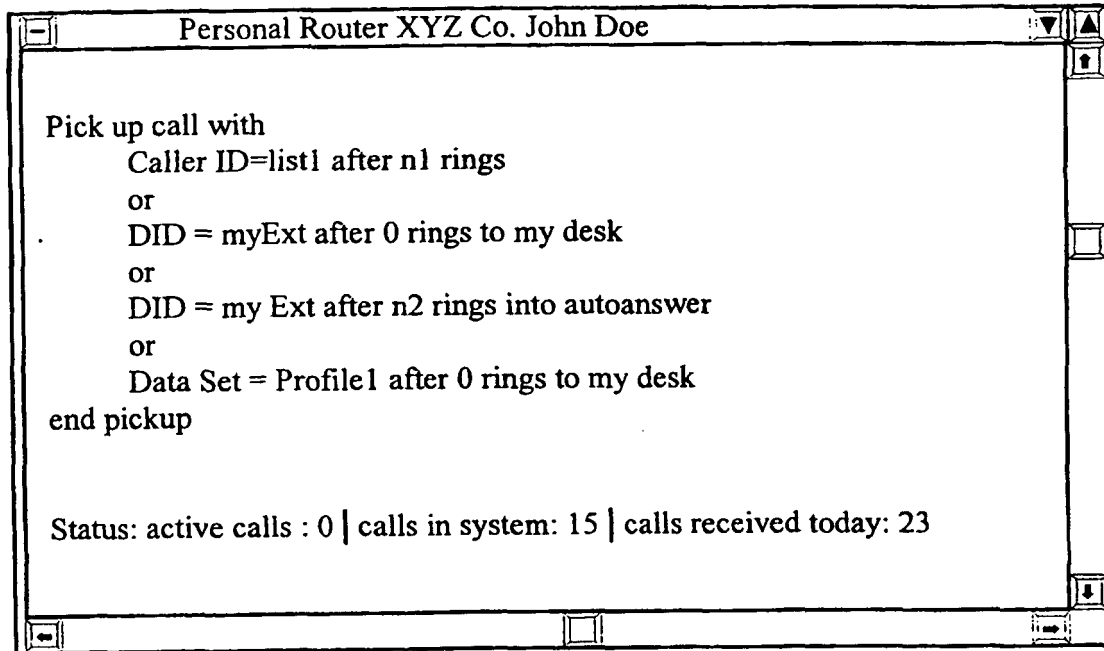 Personal Router XYZ Co. John Doe
Pick up call with
Caller ID=list1 after n1 rings
or
DID = myExt after 0 rings to my desk
or
DID = my Ext after n2 rings into autoanswer
or
Data Set = Profile1 after 0 rings to my desk
end pickup
Status: active calls : 0 | calls in system: 15 | calls received today: 23